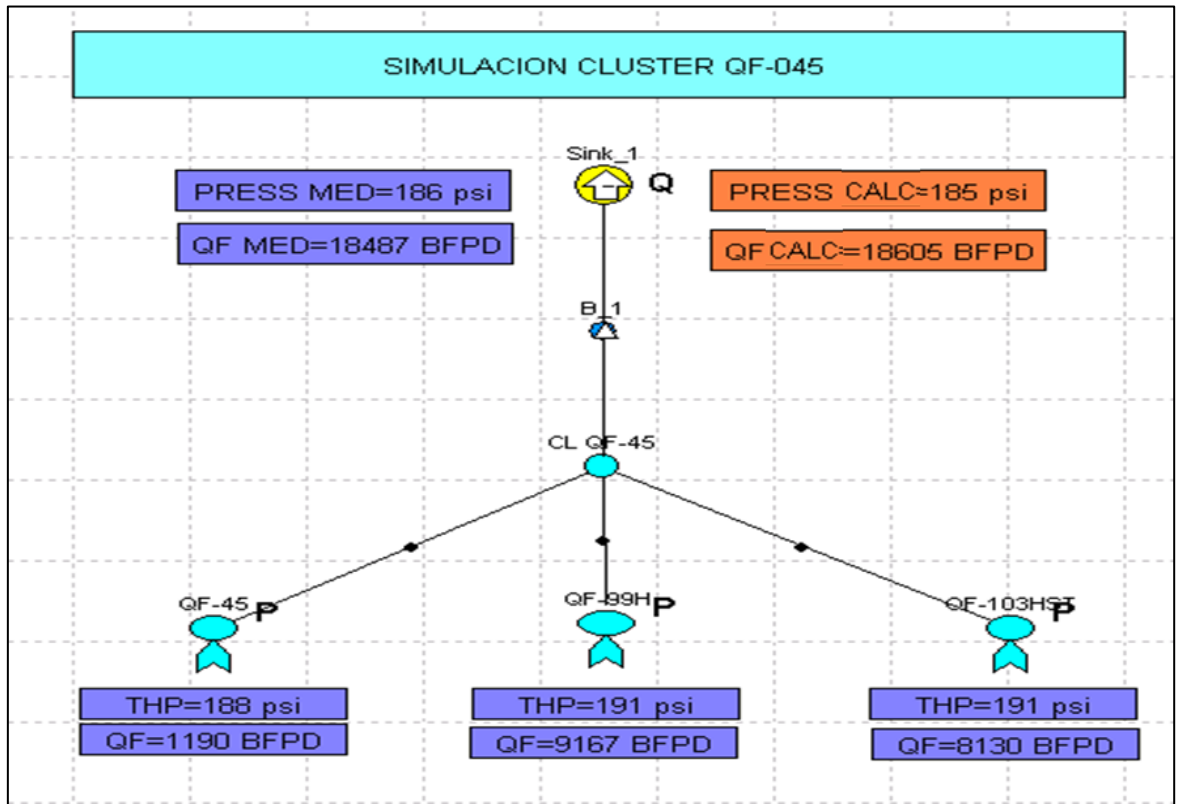 SIMULACION CLUSTER QF-045
Sink_1
PRESS MED=186 psi
Q
PRESS CALC=185 psi
QF MED=18487 BFPD
QF CALC=18605 BFPD
B_1
CL QF-45
QF-45 P
QF-99H P
QF-103HST P
THP=188 psi
THP=191 psi
THP=191 psi
QF=1190 BFPD
QF=9167 BFPD
QF=8130 BFPD